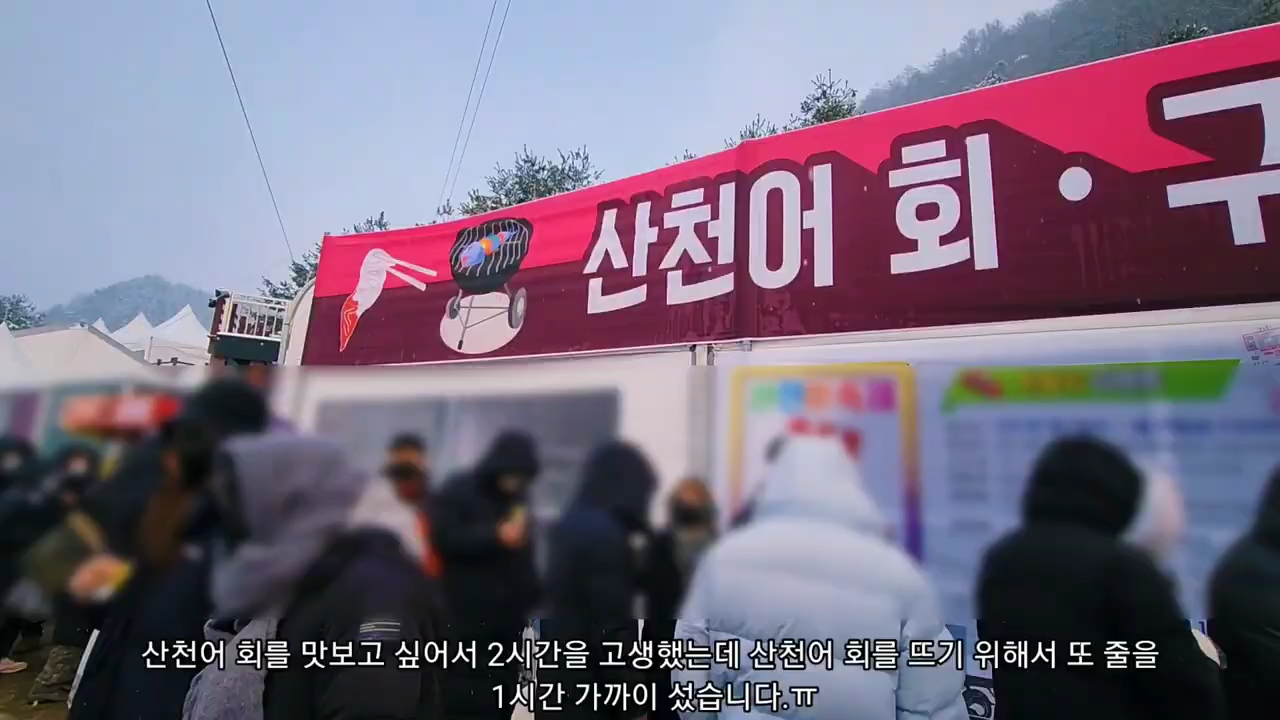 산천어 회 · 구
산천어 회를 맛보고 싶어서 2시간을 고생했는데 산천어 회를 뜨기 위해서 또 줄을
1시간 가까이 섰습니다.ㅠ